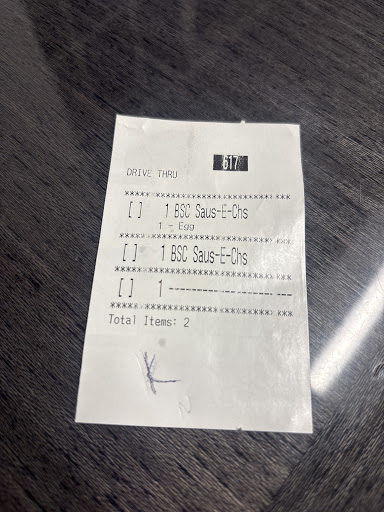 617
DRIVE THRU
************************** ***
[ ] 1 BSC Saus-E-Chs
1 - Egg
************************** ***
[ ] 1 BSC Saus-E-Chs
************************** ***
[ ] 1 ------------------- ---
************************** ***
Total Items: 2